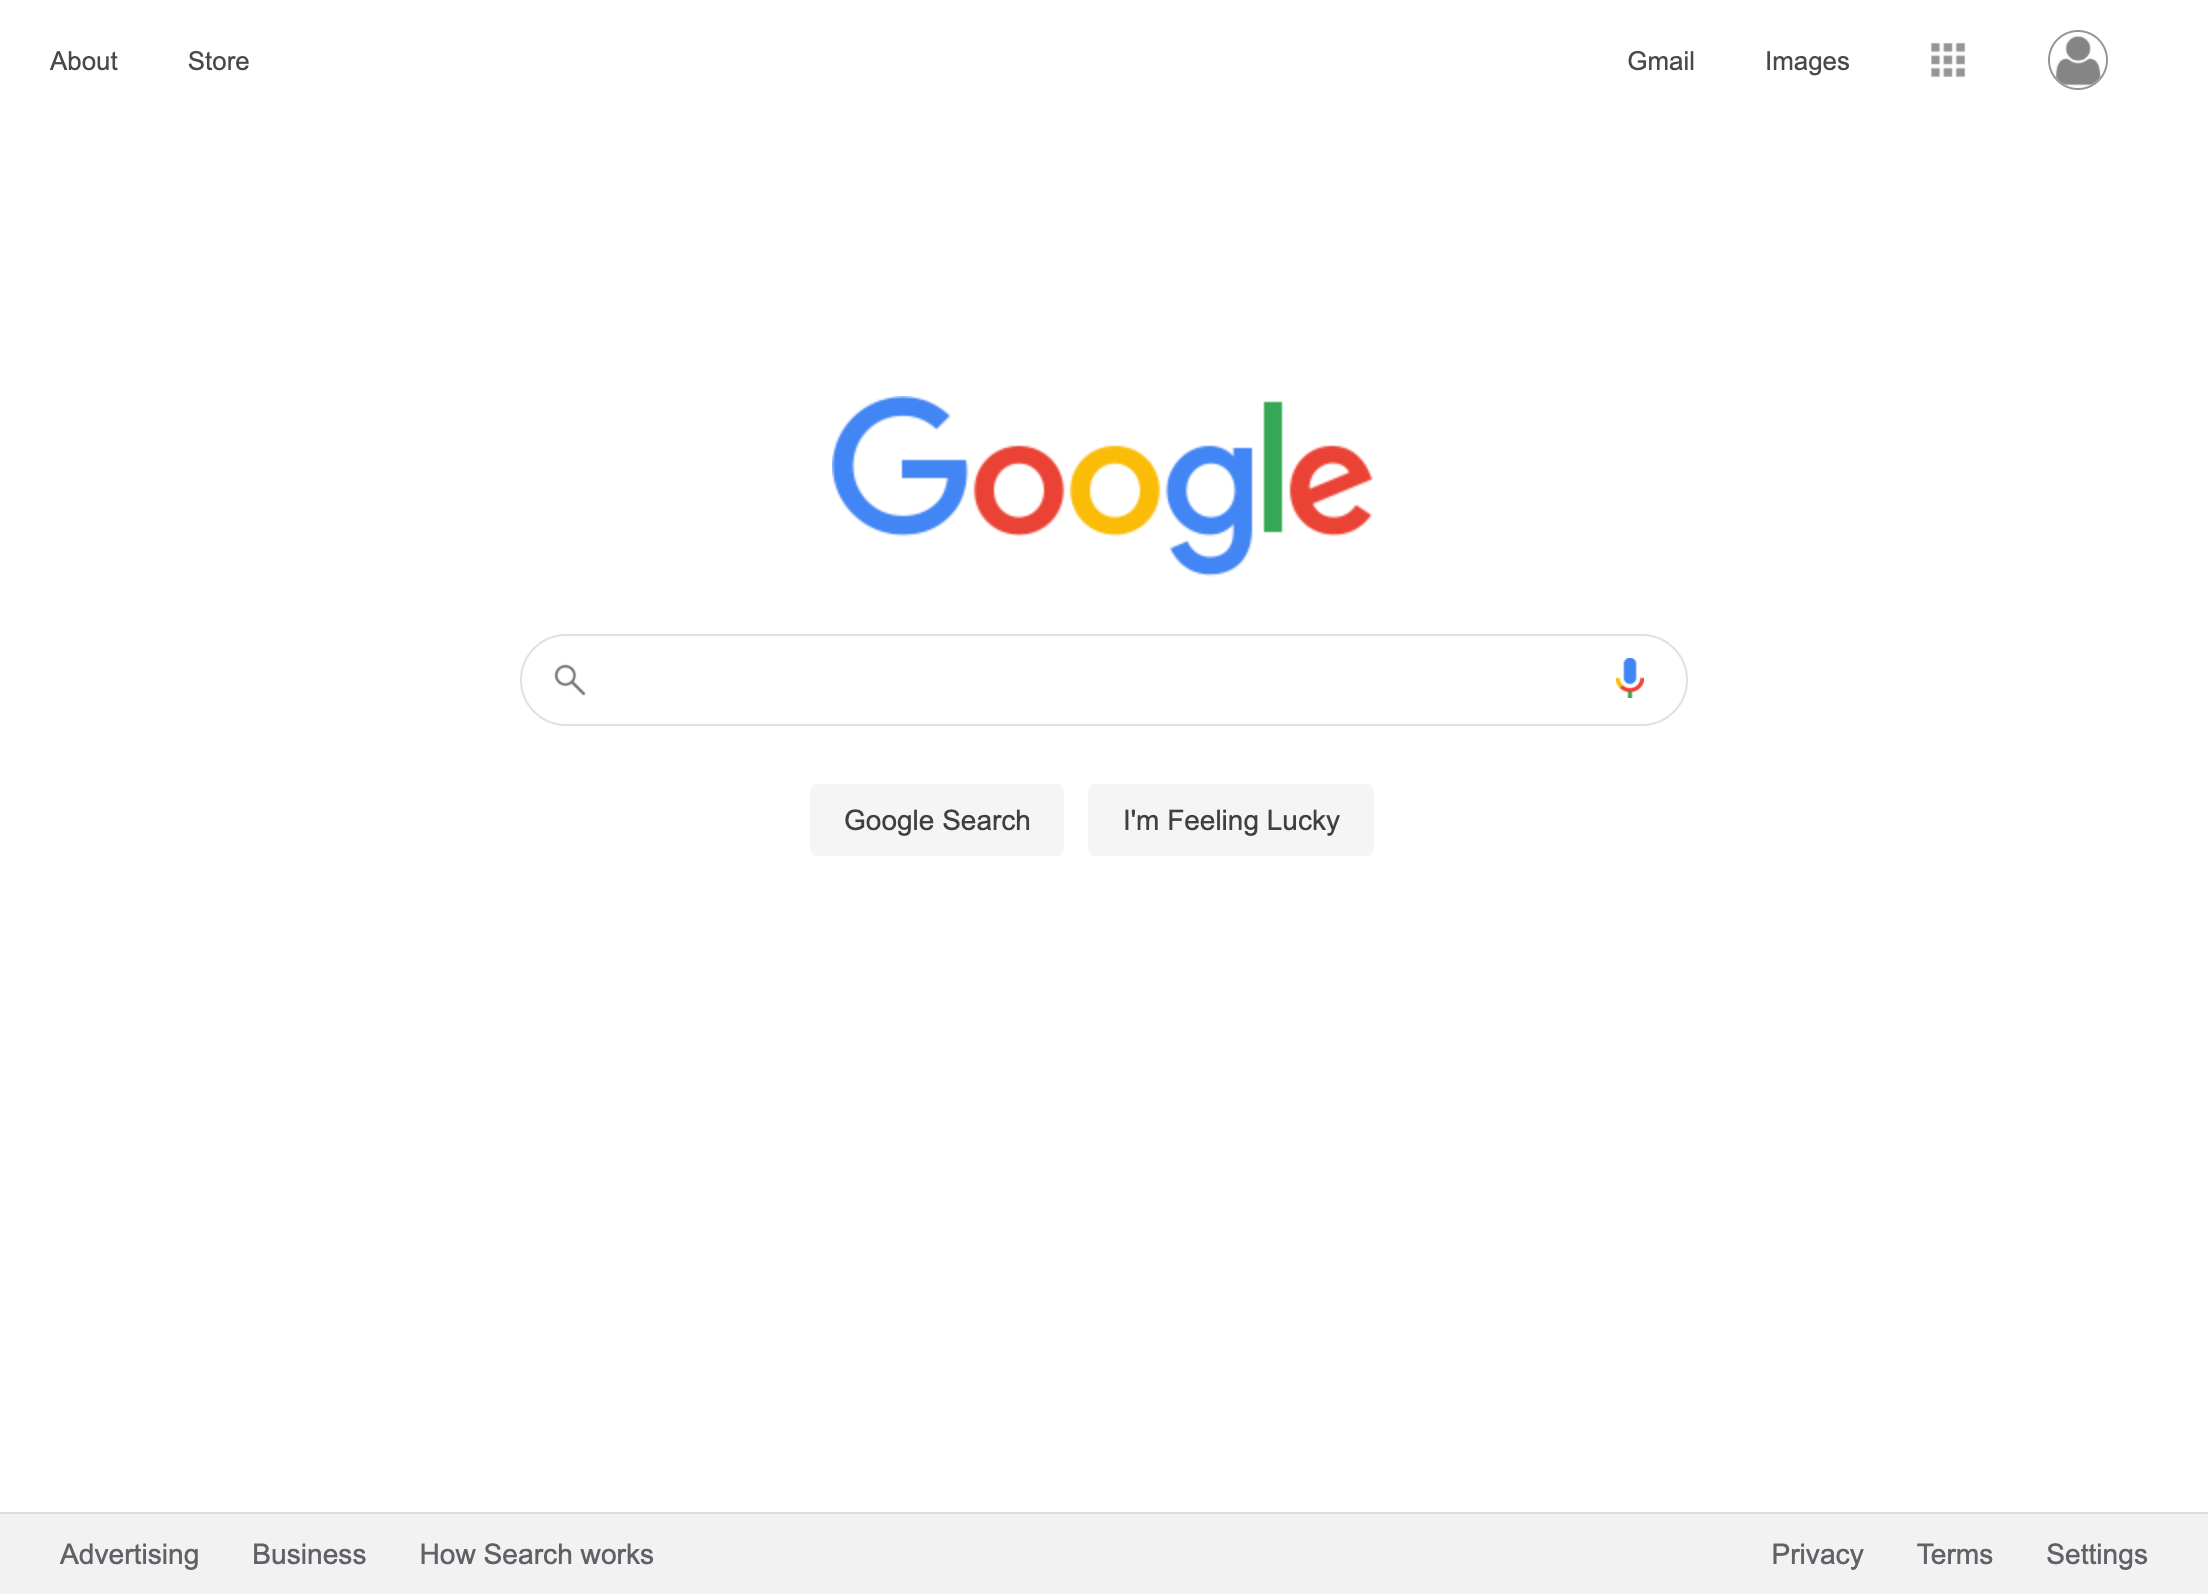 About Store Gmail Images
Google
Google Search I'm Feeling Lucky
Advertising Business How Search works Privacy Terms Settings